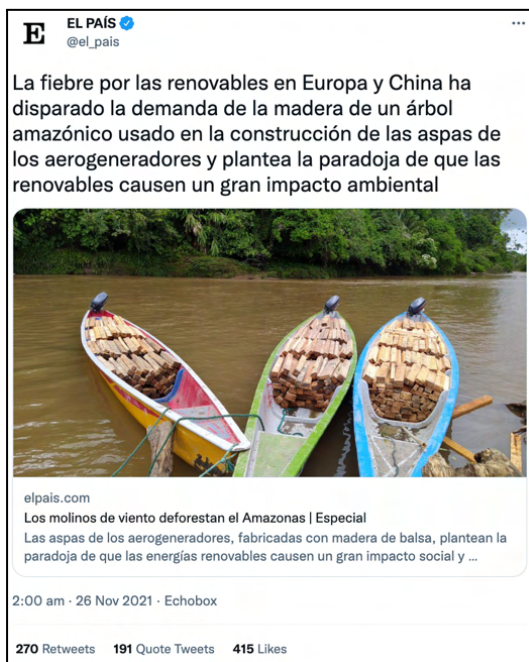 EL PAÍS
@el_pais
La fiebre por las renovables en Europa y China ha
disparado la demanda de la madera de un árbol
amazónico usado en la construcción de las aspas de
los aerogeneradores y plantea la paradoja de que las
renovables causen un gran impacto ambiental
elpais.com
Los molinos de viento deforestan el Amazonas | Especial
Las aspas de los aerogeneradores, fabricadas con madera de balsa, plantean la
paradoja de que las energías renovables causen un gran impacto social y ...
2:00 am · 26 Nov 2021 · Echobox
270 Retweets 191 Quote Tweets 415 Likes